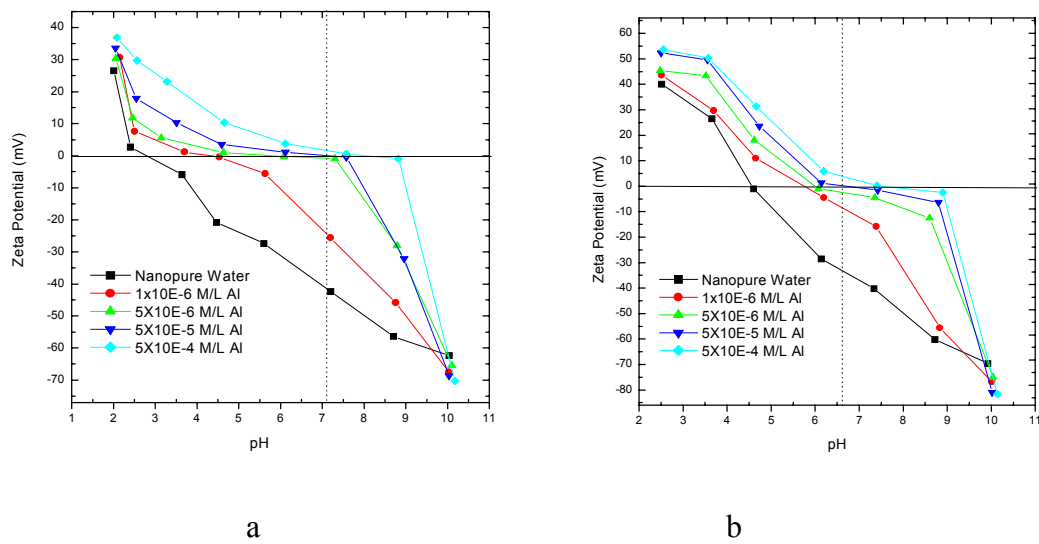 40
30
20
10
0
-10
-20
-30
-40
-50
-60
-70
Zeta Potential (mV)
Nanopure Water
1x10E-6 M/L Al
5X10E-6 M/L Al
5X10E-5 M/L Al
5X10E-4 M/L Al
1 2 3 4 5 6 7 8 9 10 11
pH
a
60
50
40
30
20
10
0
-10
-20
-30
-40
-50
-60
-70
-80
Zeta Potential (mV)
Nanopure Water
1x10E-6 M/L Al
5X10E-6 M/L Al
5X10E-5 M/L Al
5X10E-4 M/L Al
2 3 4 5 6 7 8 9 10 11
pH
b